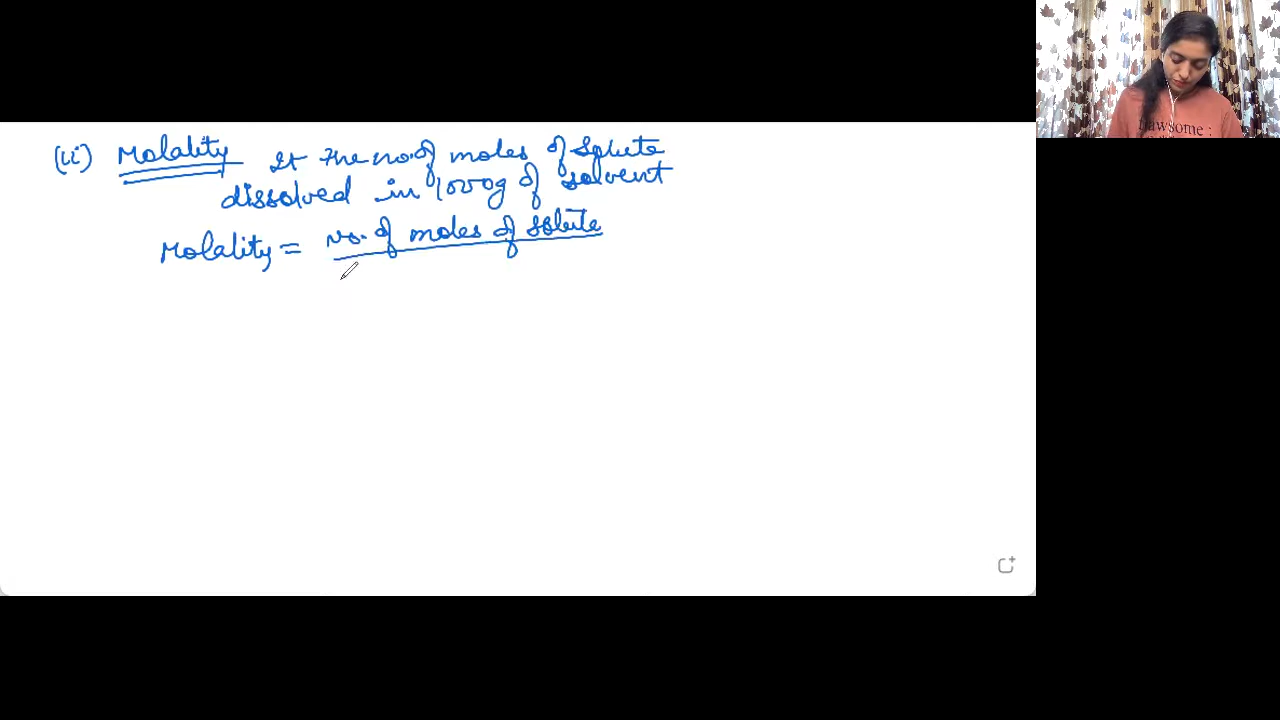 (ii) Molality It the no. of moles of solute
dissolved in 1000g of solvent
Molality = No. of moles of solute
Pawsome :